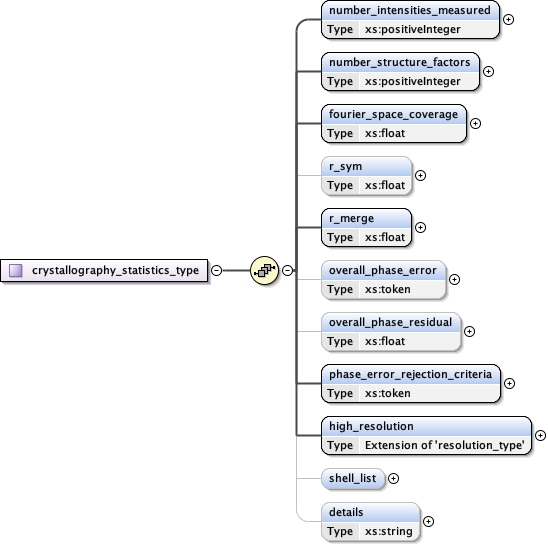 number_intensities_measured
Type xs:positiveInteger
number_structure_factors
Type xs:positiveInteger
fourier_space_coverage
Type xs:float
r_sym
Type xs:float
r_merge
Type xs:float
crystallography_statistics_type
overall_phase_error
Type xs:token
overall_phase_residual
Type xs:float
phase_error_rejection_criteria
Type xs:token
high_resolution
Type Extension of 'resolution_type'
shell_list
details
Type xs:string